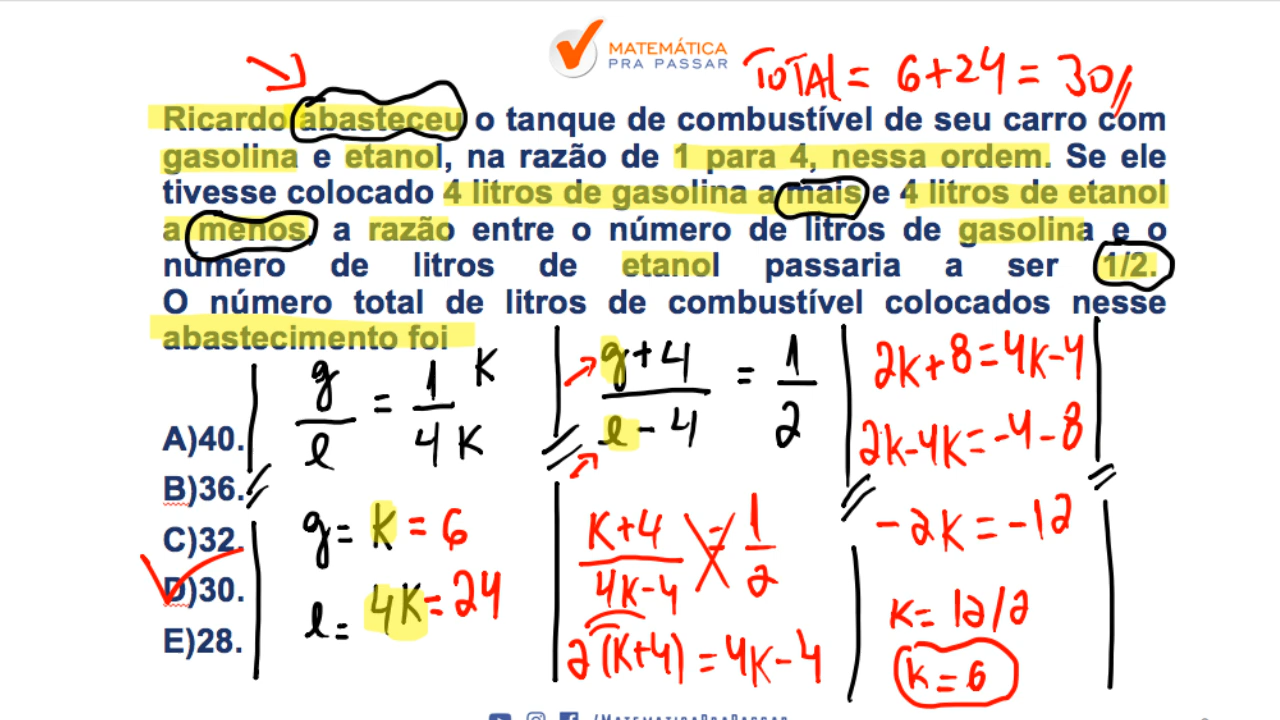 MATEMÁTICA
PRA PASSAR
TOTAL = 6+24 = 30//
Ricardo abasteceu o tanque de combustível de seu carro com
gasolina e etanol, na razão de 1 para 4, nessa ordem. Se ele
tivesse colocado 4 litros de gasolina a mais e 4 litros de etanol
a menos, a razão entre o número de litros de gasolina e o
número de litros de etanol passaria a ser 1/2.
O número total de litros de combustível colocados nesse
abastecimento foi
A)40.
B)36.
C)32.
D)30.
E)28.
g/e = 1K/4K
g = K = 6
e = 4K = 24
g+4/e-4 = 1/2
K+4/4K-4 = 1/2
2(K+4) = 4K-4
2K+8=4K-4
2K-4K=-4-8
-2K=-12
K=12/2
K=6
/MATEMATICAPRAPASSAR